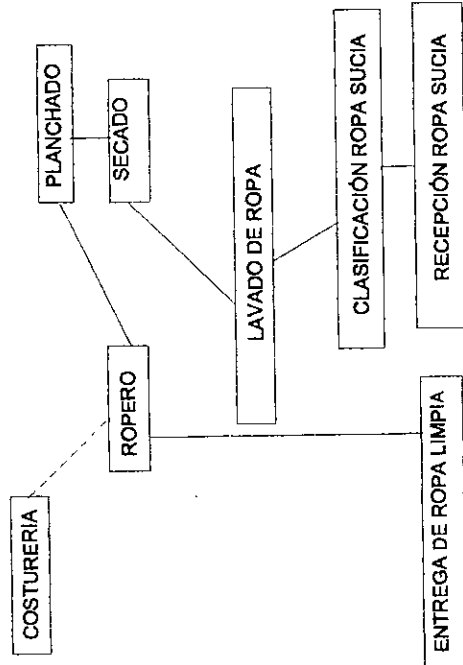 COSTURERIA
ROPERO
PLANCHADO
SECADO
LAVADO DE ROPA
CLASIFICACIÓN ROPA SUCIA
RECEPCIÓN ROPA SUCIA
ENTREGA DE ROPA LIMPIA